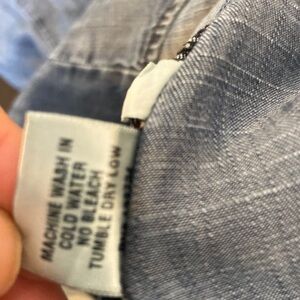 MACHINE WASH IN
COLD WATER
NO BLEACH
TUMBLE DRY LOW